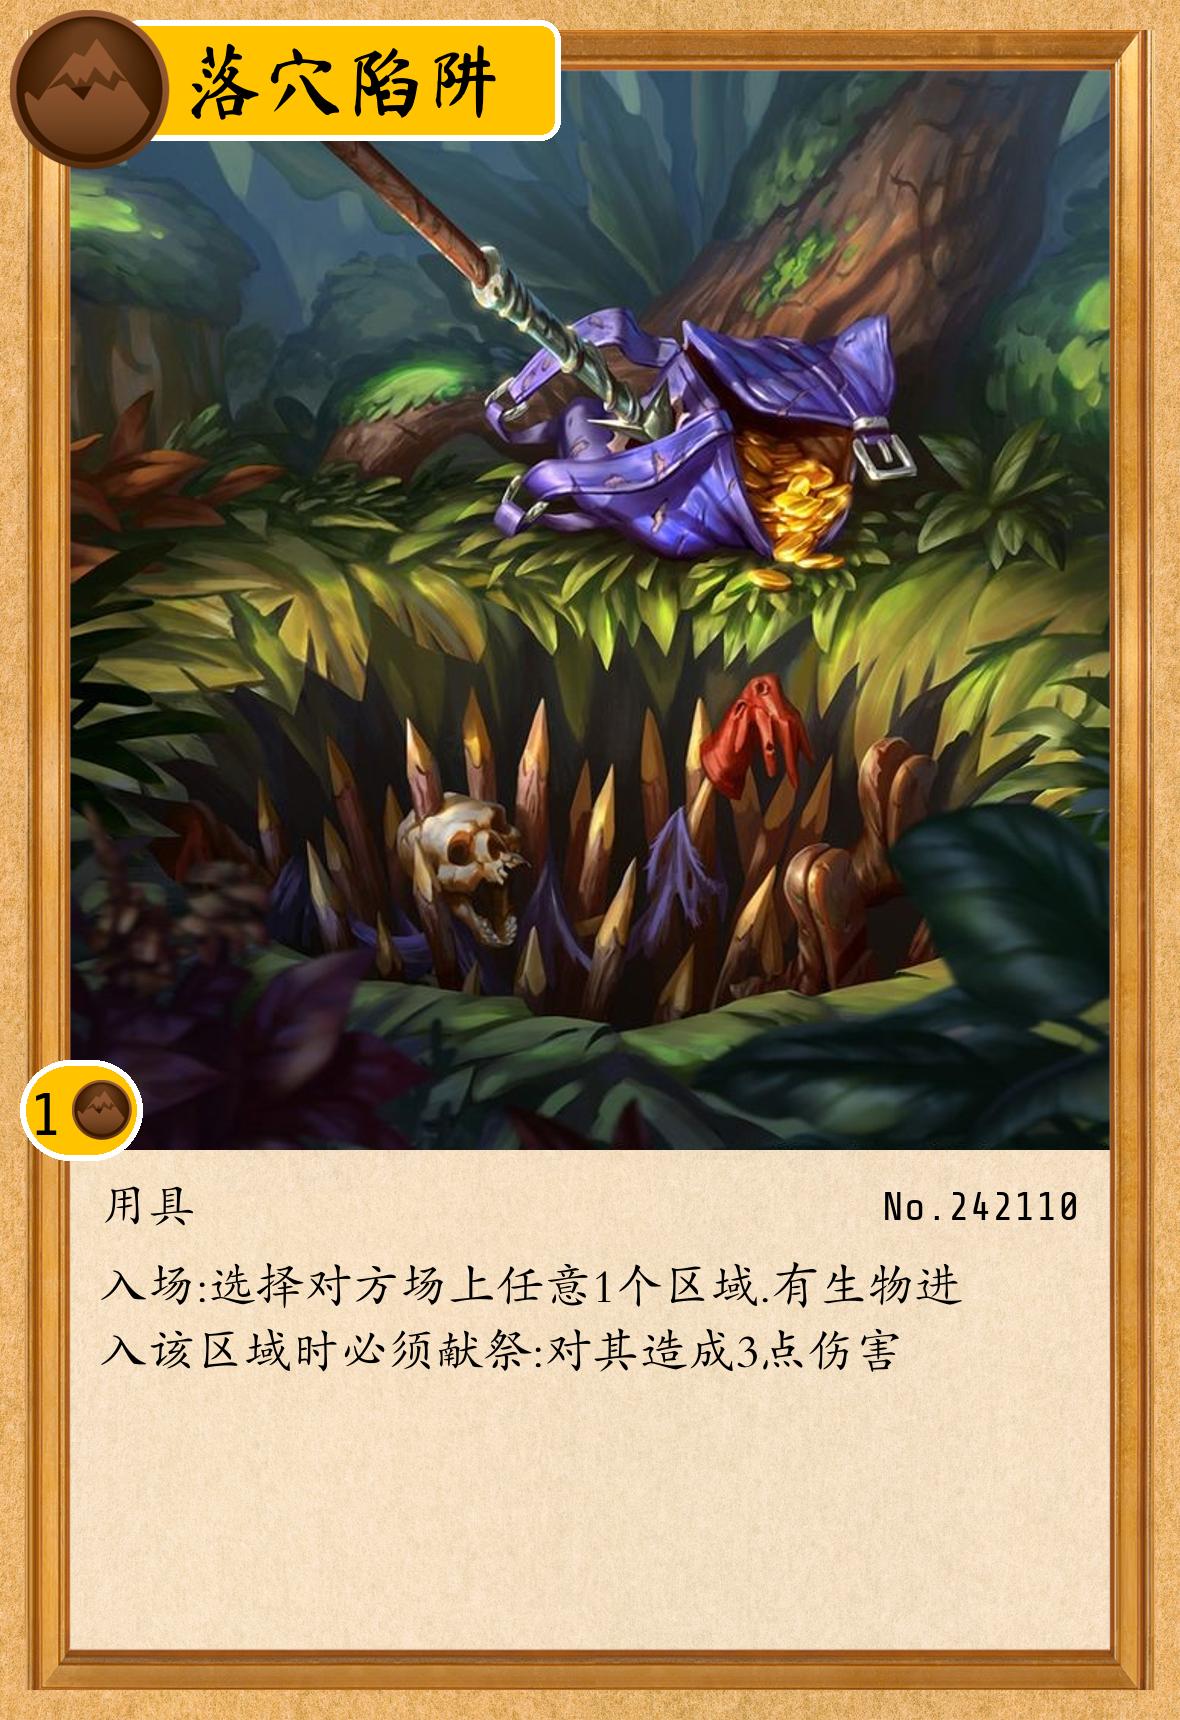 落穴陷阱
1
用具
No.242110
入场:选择对方场上任意1个区域.有生物进
入该区域时必须献祭:对其造成3点伤害